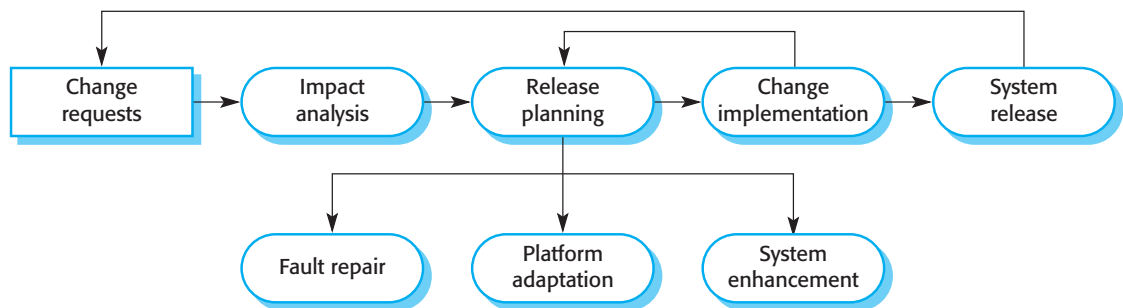 Change
requests
Impact
analysis
Release
planning
Change
implementation
System
release
Fault repair
Platform
adaptation
System
enhancement